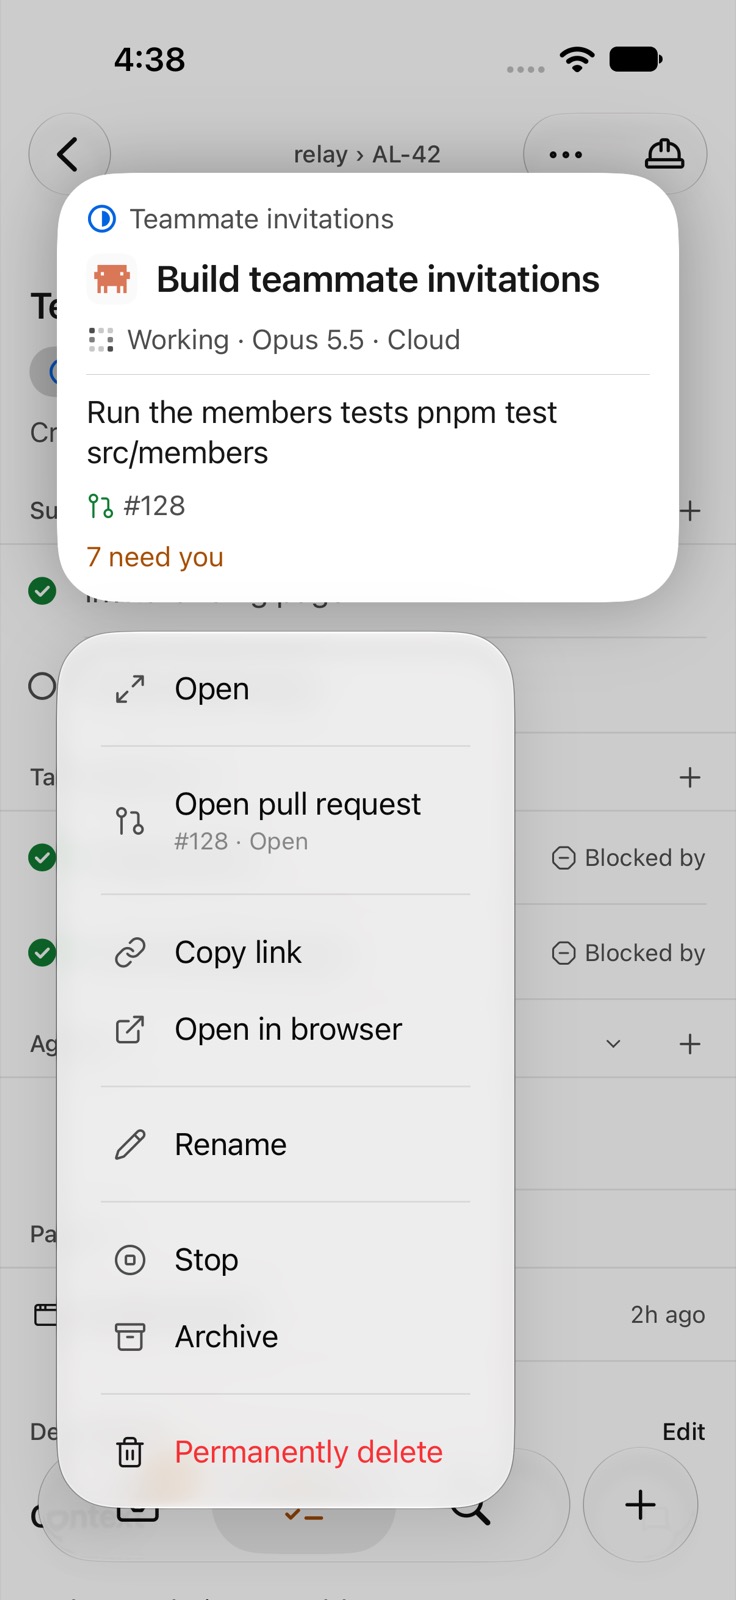 4:38
relay › AL-42
Teammate invitations
Build teammate invitations
Working · Opus 5.5 · Cloud
Run the members tests pnpm test
src/members
#128
7 need you
Open
Open pull request
#128 · Open
Blocked by
Copy link
Blocked by
Open in browser
Rename
Stop
2h ago
Archive
Edit
Permanently delete